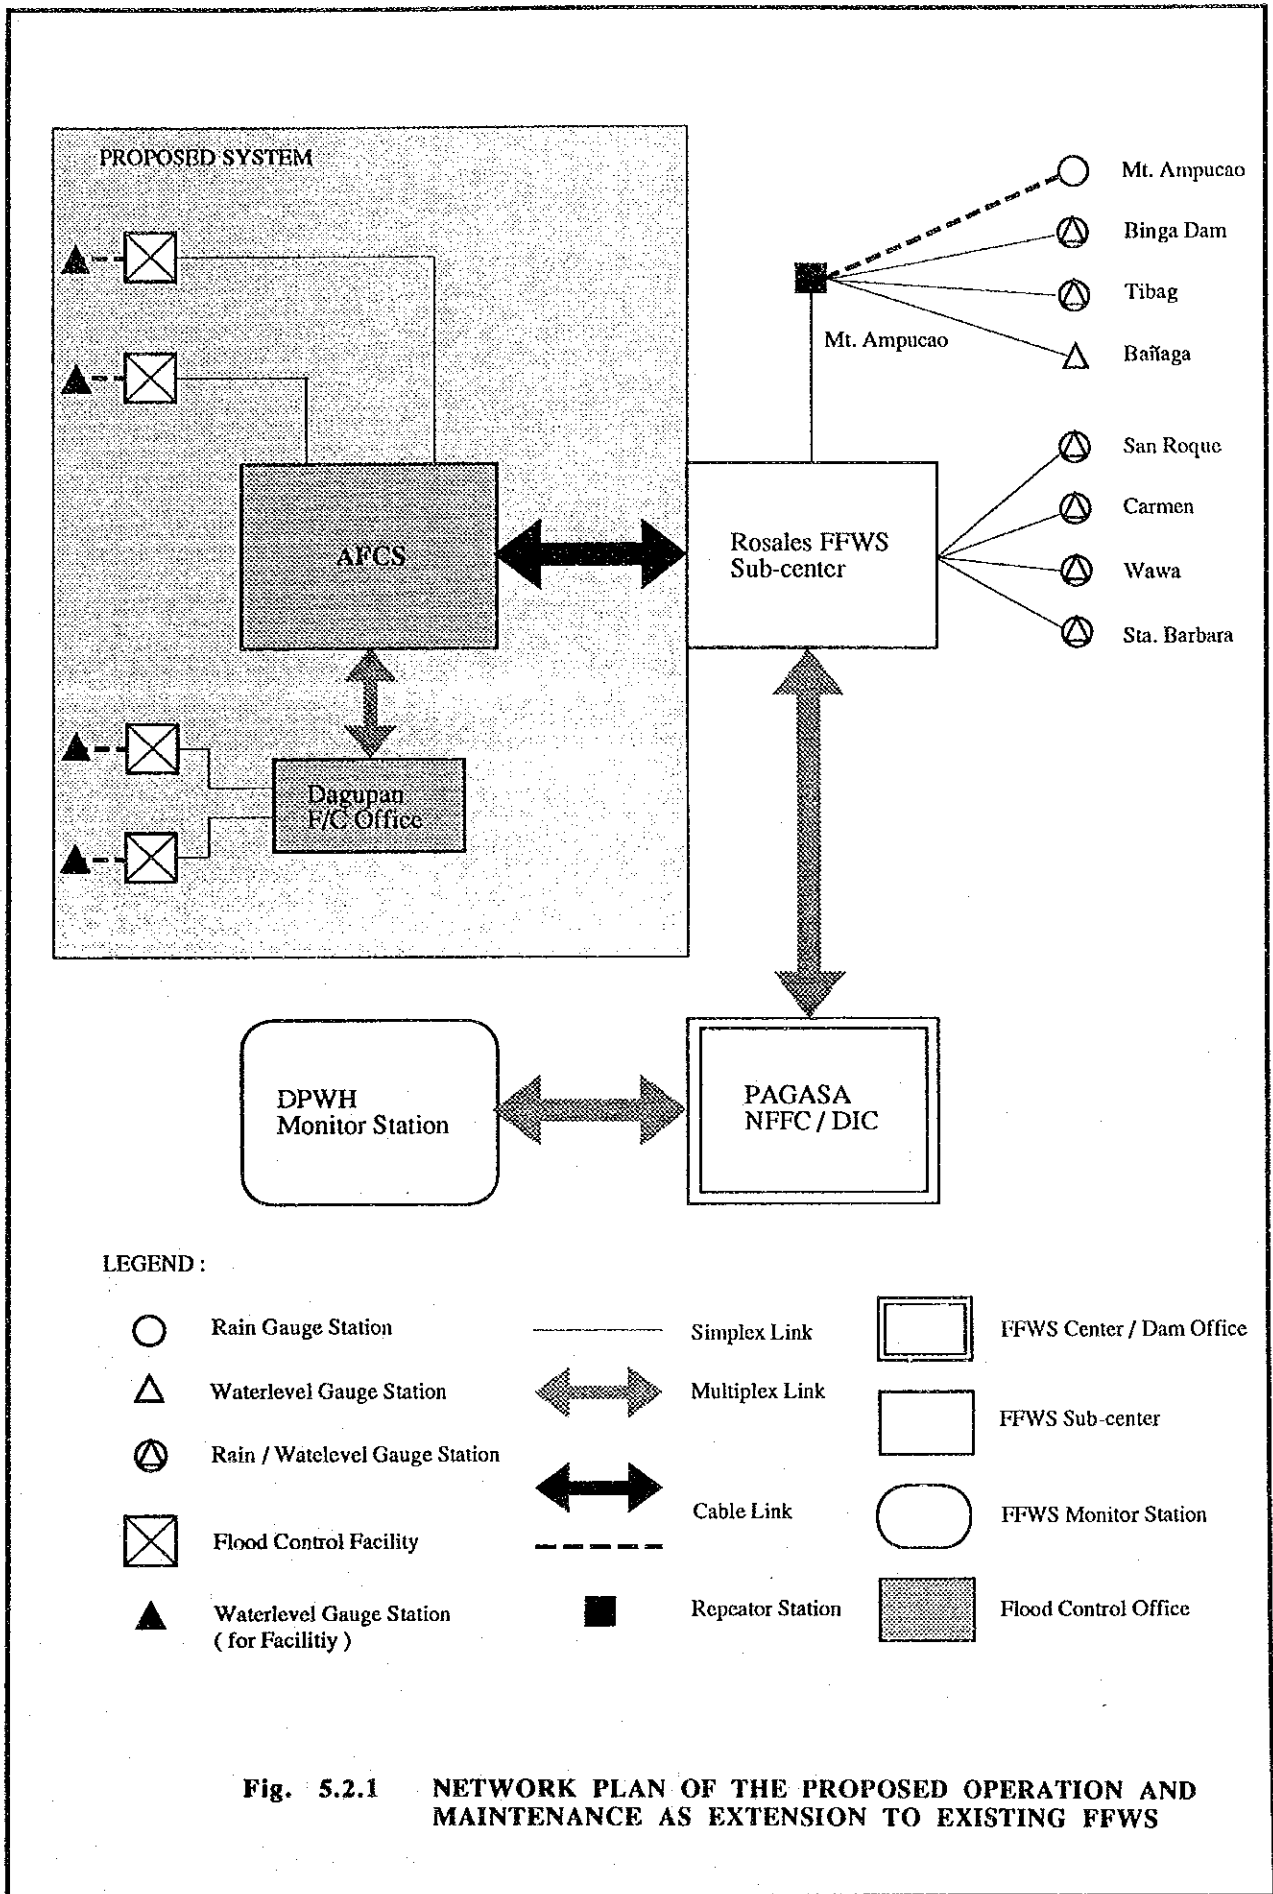 PROPOSED SYSTEM
Mt. Ampucao
Binga Dam
Tibag
Mt. Ampucao
Bañaga
San Roque
Carmen
AFCS
Rosales FFWS
Sub-center
Wawa
Sta. Barbara
Dagupan
F/C Office
DPWH
Monitor Station
PAGASA
NFFC / DIC
LEGEND :
Rain Gauge Station
Waterlevel Gauge Station
Rain / Watelevel Gauge Station
Flood Control Facility
Waterlevel Gauge Station
( for Facilitiy )
Simplex Link
Multiplex Link
Cable Link
Repeator Station
FFWS Center / Dam Office
FFWS Sub-center
FFWS Monitor Station
Flood Control Office
Fig. 5.2.1 NETWORK PLAN OF THE PROPOSED OPERATION AND
MAINTENANCE AS EXTENSION TO EXISTING FFWS